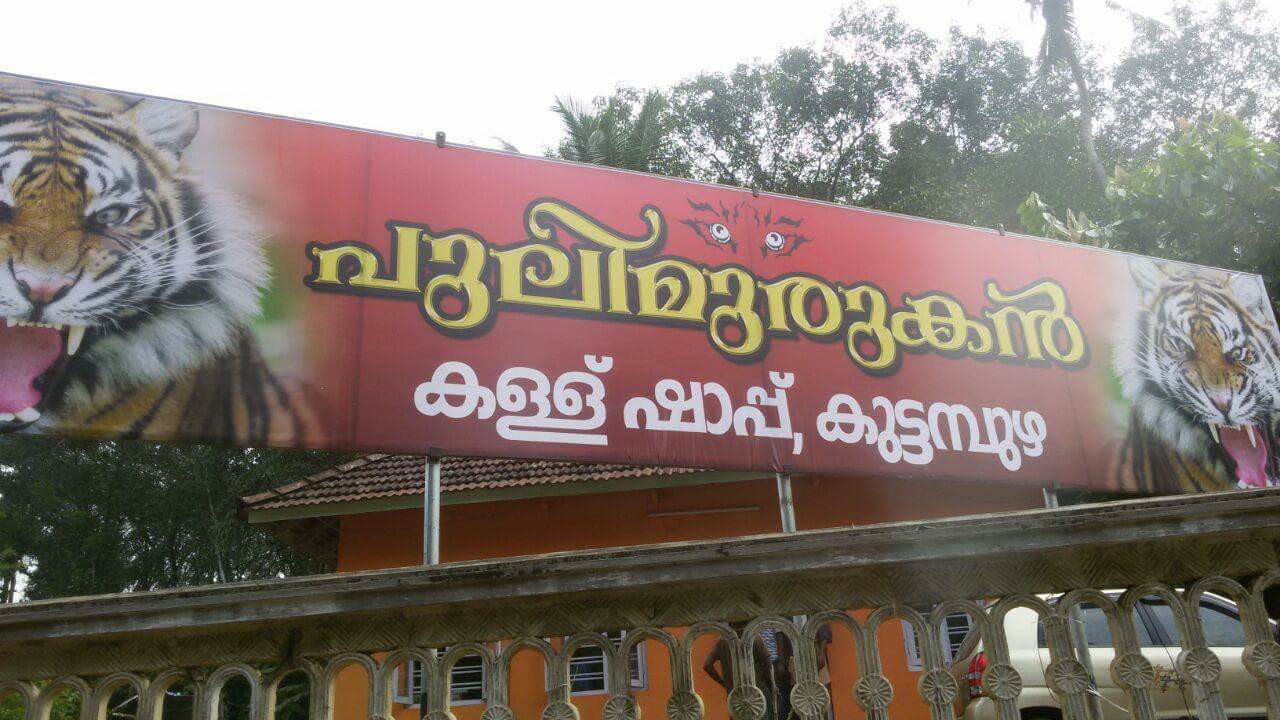 പുലിമുരുകൻ
കള്ള് ഷാപ്പ്, കുട്ടമ്പുഴ